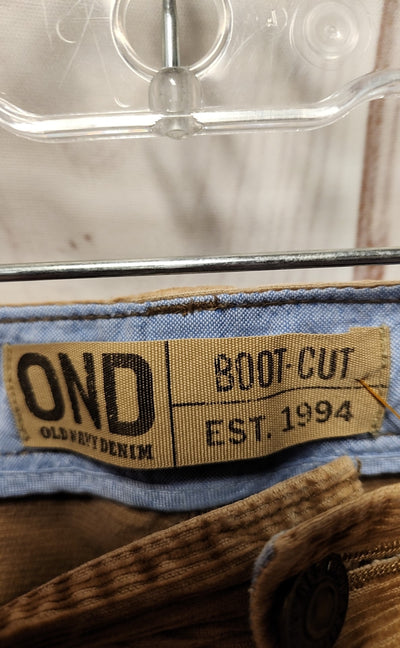 OND
OLD NAVY DENIM
BOOT-CUT
EST. 1994